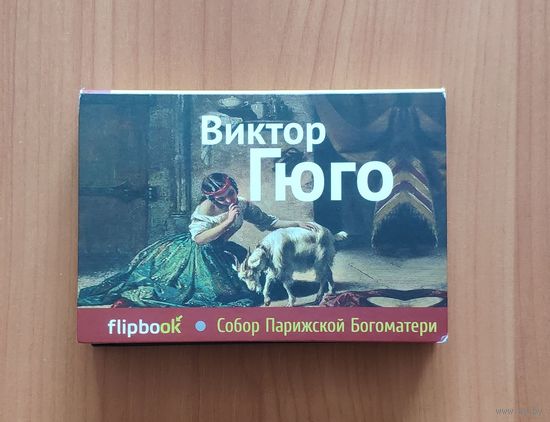 Виктор
Гюго
flipbook • Собор Парижской Богоматери